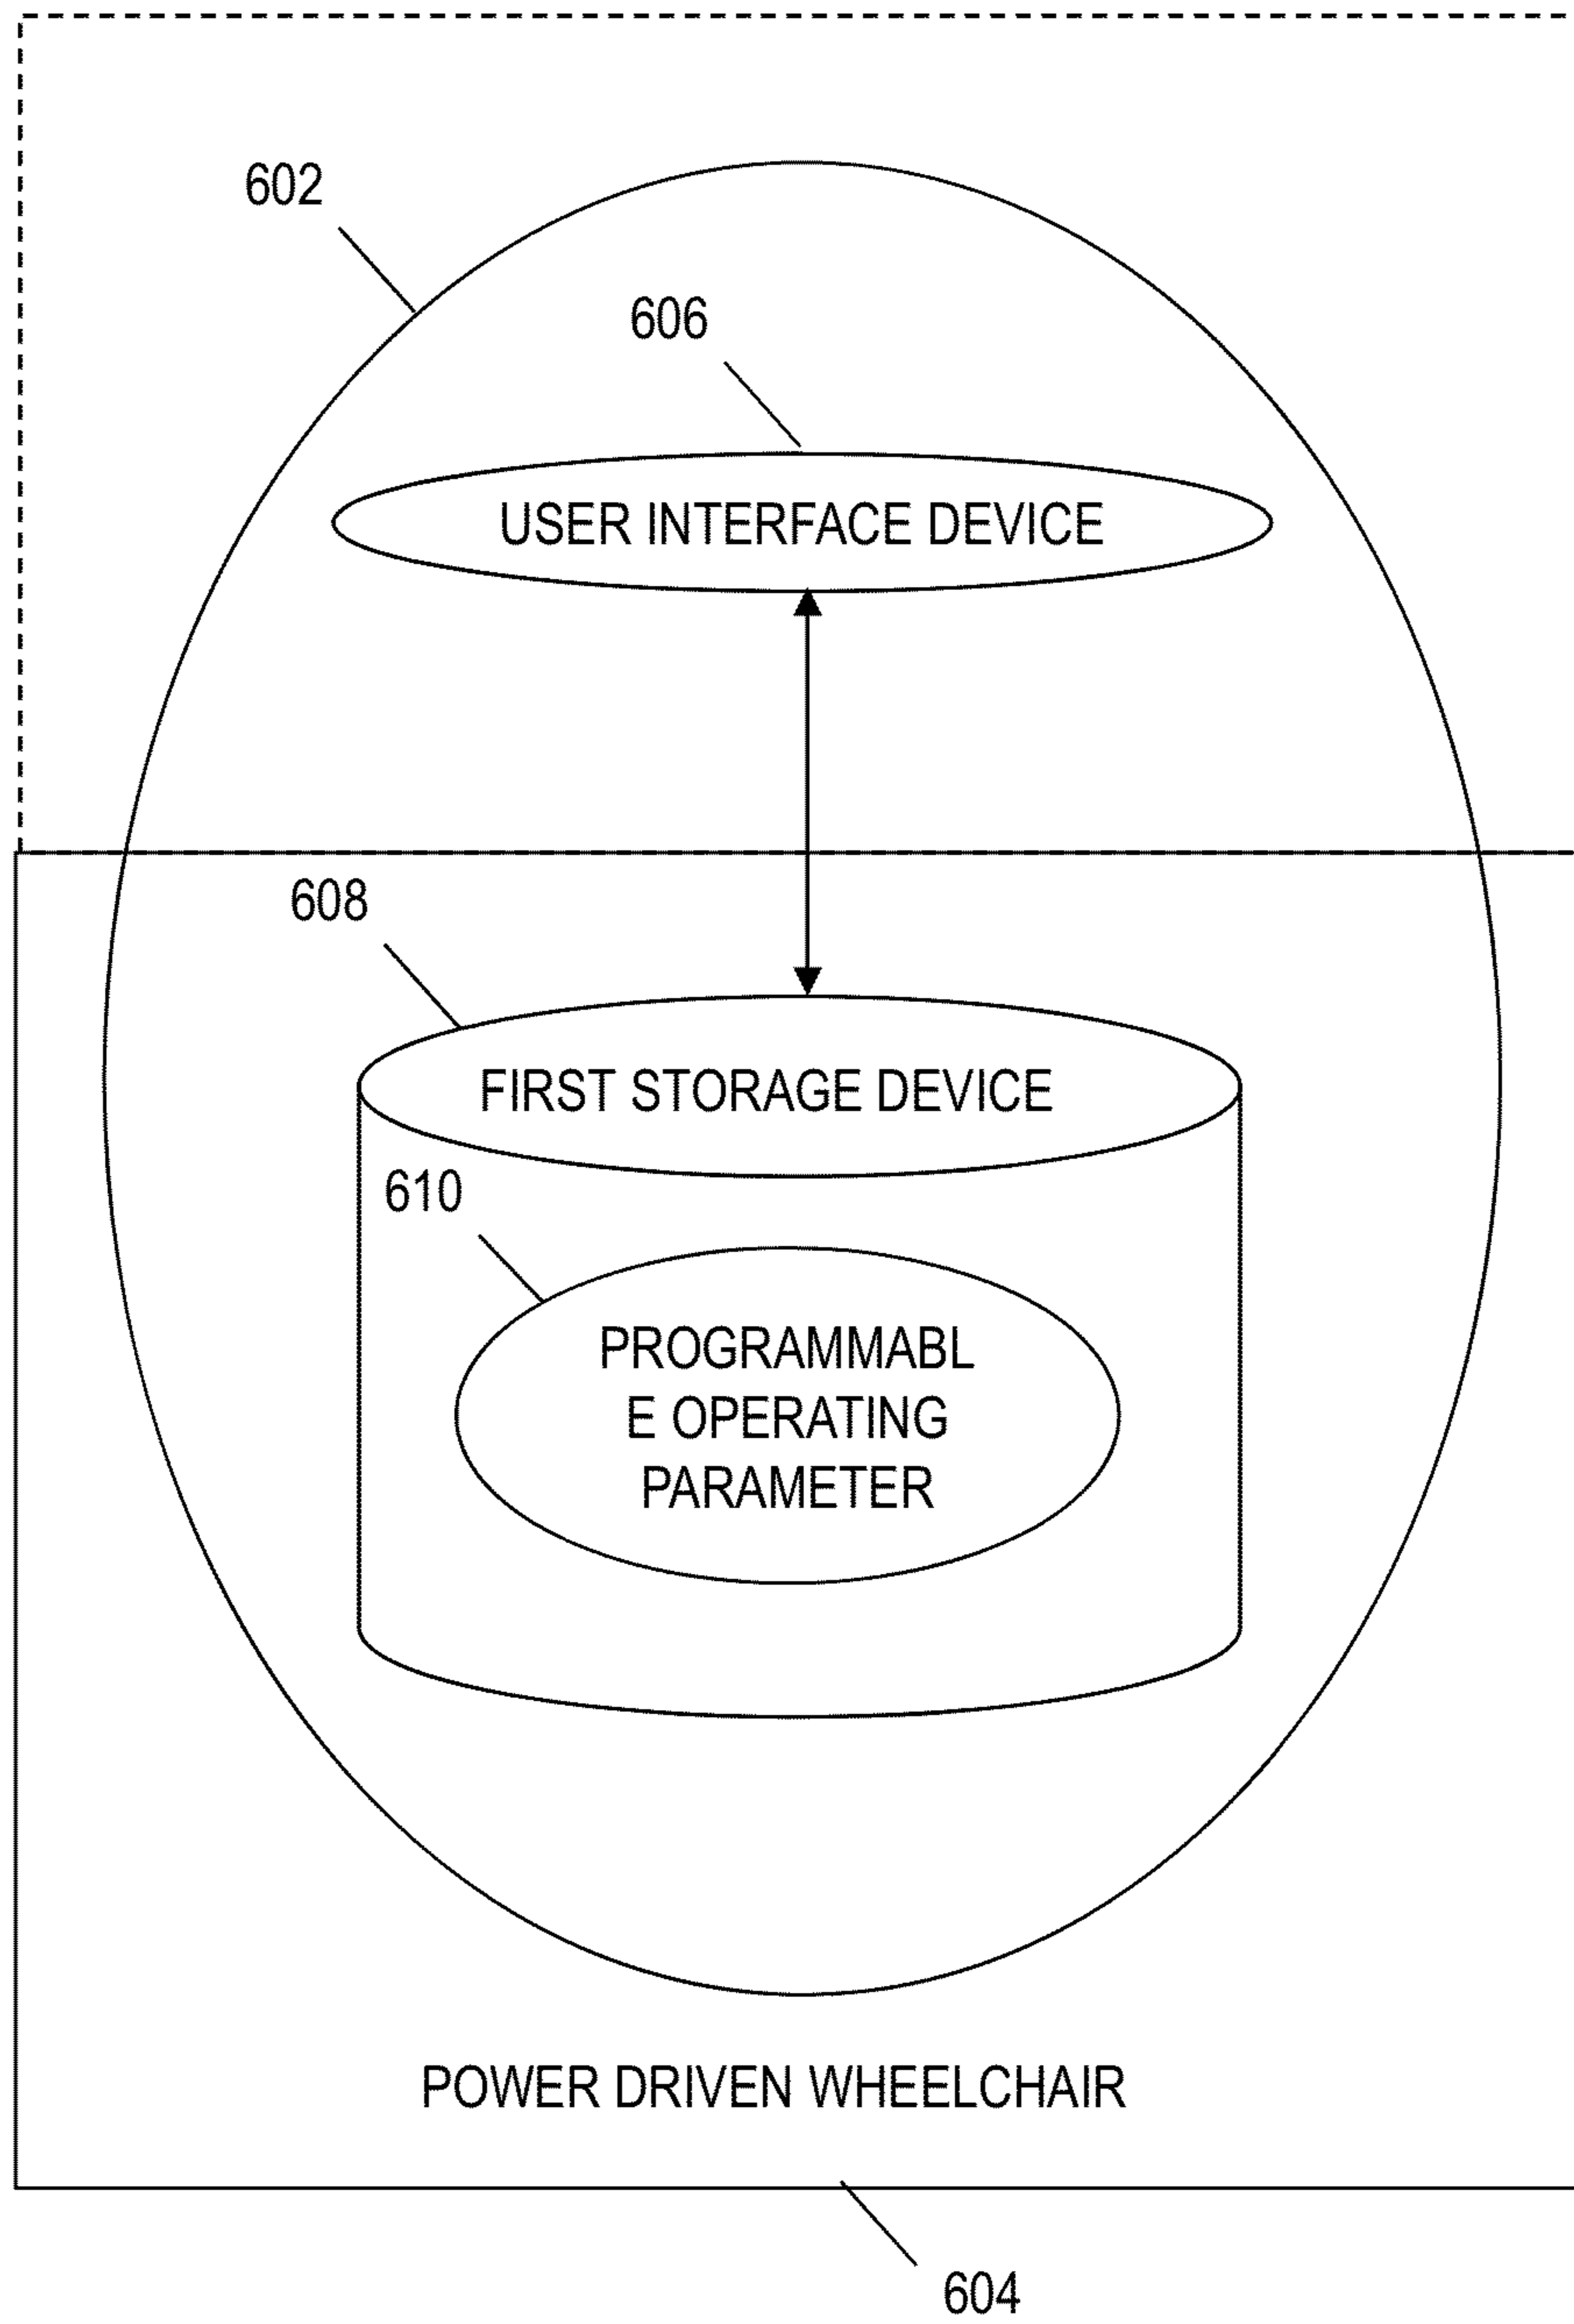 602
606
USER INTERFACE DEVICE
608
FIRST STORAGE DEVICE
610
PROGRAMMABL
E OPERATING
PARAMETER
POWER DRIVEN WHEELCHAIR
604